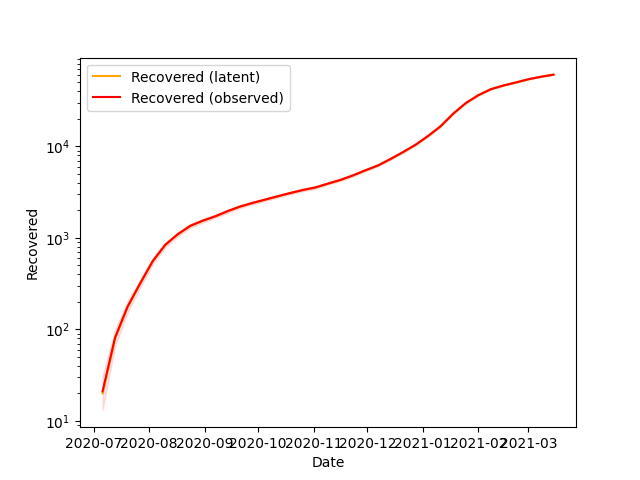 Recovered (latent)
Recovered (observed)
10^4
10^3
10^2
10^1
Recovered
2020-07 2020-08 2020-09 2020-10 2020-11 2020-12 2021-01 2021-02 2021-03
Date